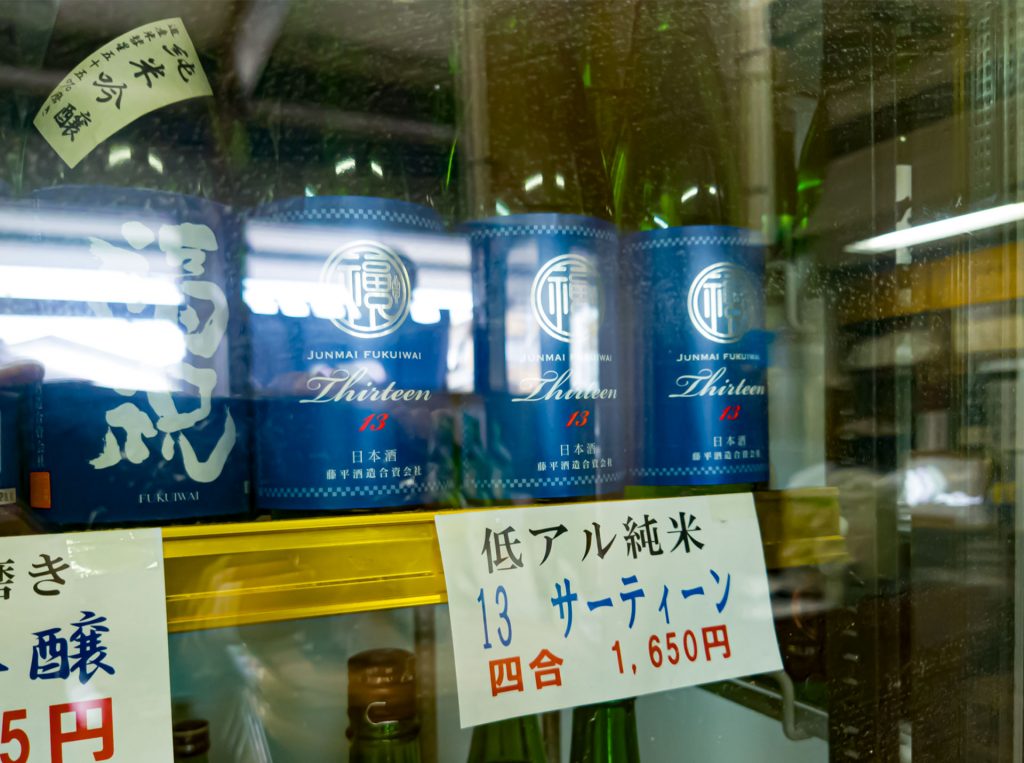 純米吟醸
福祝
FUKUIWAI
福祝
JUNMAI FUKUIWAI
Thirteen
13
日本酒
藤平酒造合資会社
福
JUNMAI FUKUIWAI
Thirteen
13
日本酒
藤平酒造合資会社
JUNMAI FUKUIWAI
Thirteen
13
日本酒
藤平酒造合資会社
磨き
醸
5円
低アル純米
13 サーティーン
四合 1,650円